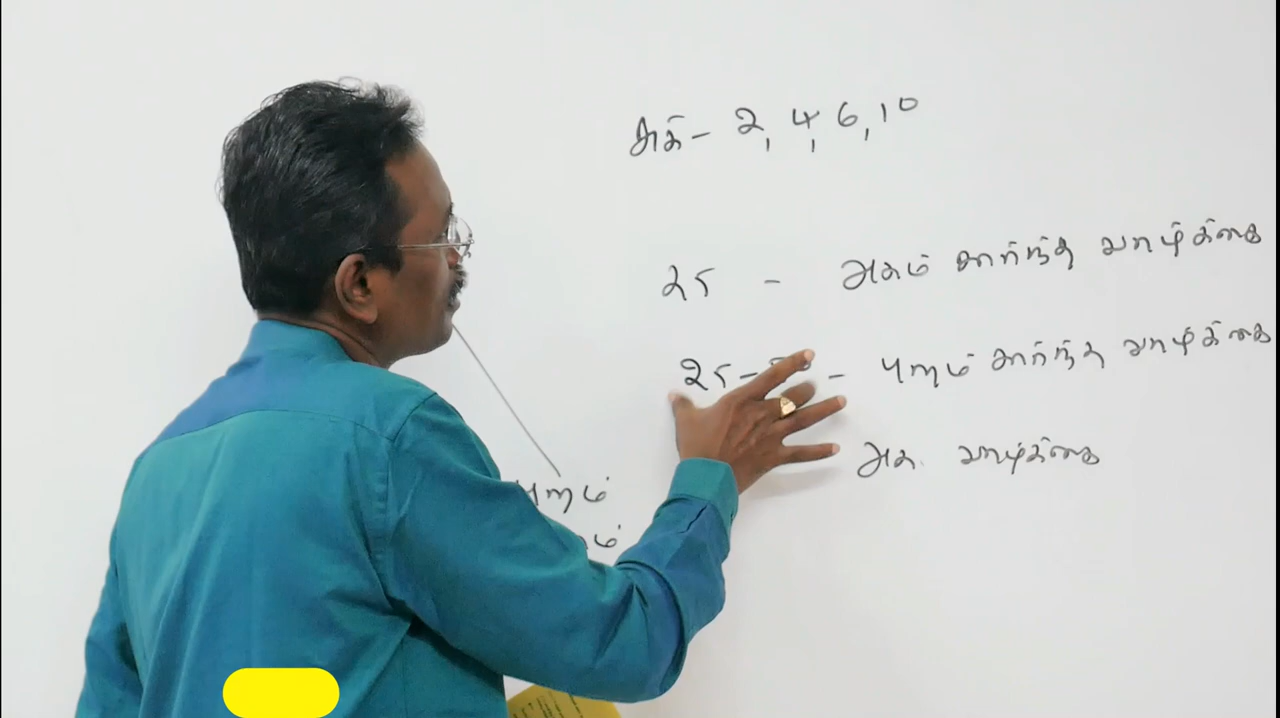 அக் - 2, 4, 6, 10
25 - அகம் சார்ந்த வாழ்க்கை
25 - - புறம் சார்ந்த வாழ்க்கை
அக வாழ்க்கை
புறம்